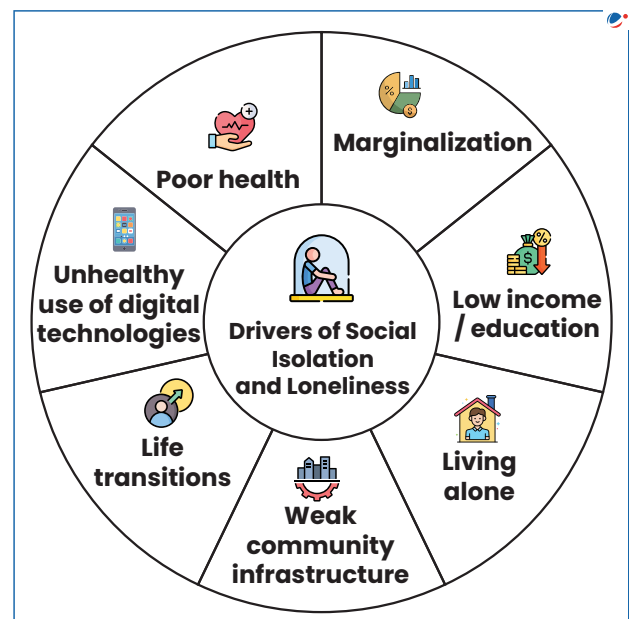 Drivers of Social
Isolation
and Loneliness
Marginalization
Low income
/ education
Living
alone
Weak
community
infrastructure
Life
transitions
Unhealthy
use of digital
technologies
Poor health